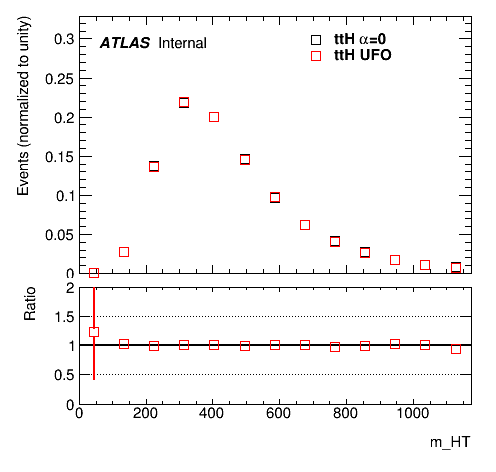 Events (normalized to unity)
0.3
0.25
0.2
0.15
0.1
0.05
0
ATLAS Internal
ttH α=0
ttH UFO
Ratio
2
1.5
1
0.5
0
0 200 400 600 800 1000
m_HT